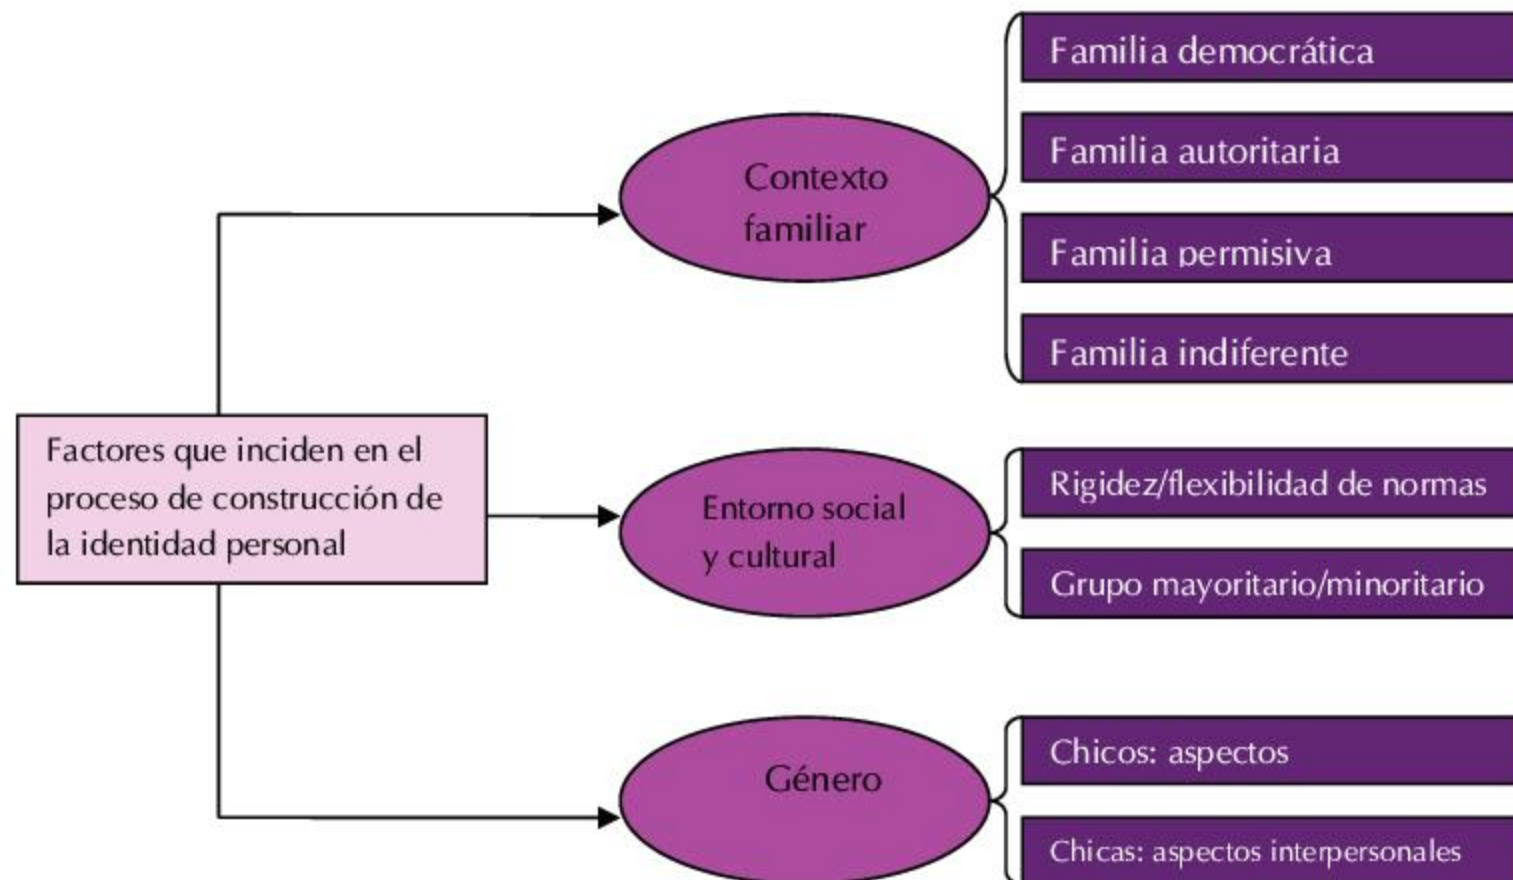 Factores que inciden en el
proceso de construcción de
la identidad personal
Contexto
familiar
Familia democrática
Familia autoritaria
Familia permisiva
Familia indiferente
Entorno social
y cultural
Rigidez/flexibilidad de normas
Grupo mayoritario/minoritario
Género
Chicos: aspectos
Chicas: aspectos interpersonales